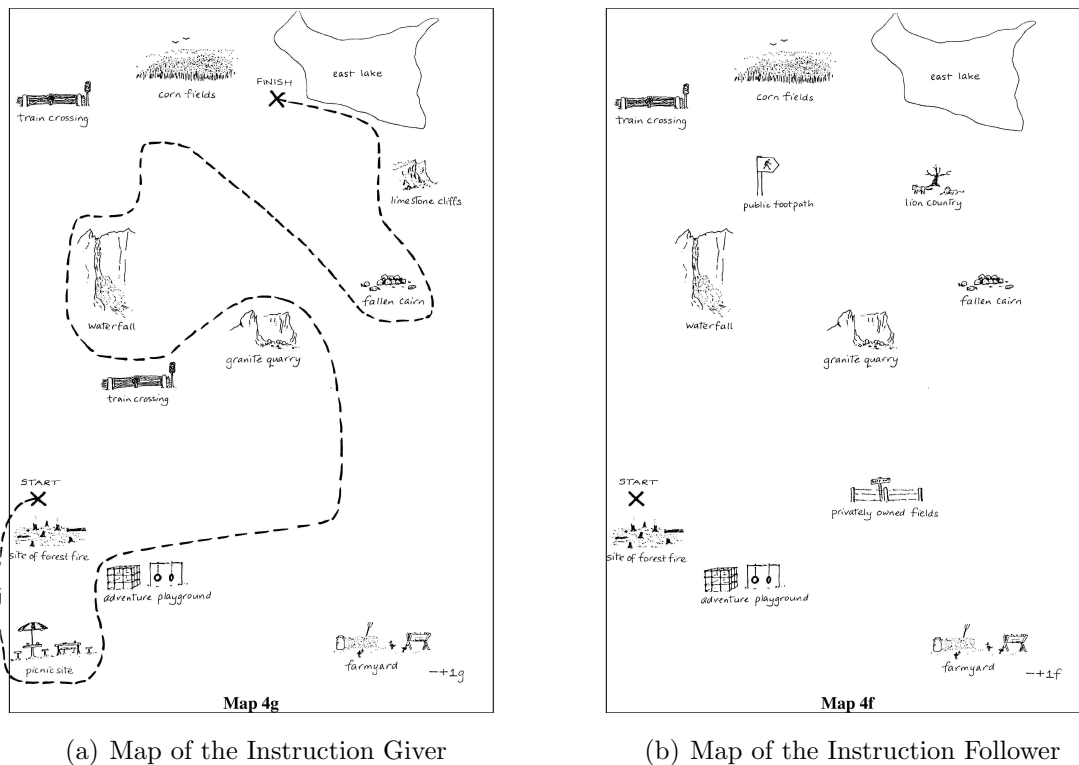 FINISH
east lake
corn fields
train crossing
limestone cliffs
fallen cairn
waterfall
granite quarry
train crossing
START
site of forest fire
adventure playground
picnic site
farmyard
-+1g
Map 4g
(a) Map of the Instruction Giver
east lake
corn fields
train crossing
public footpath
lion country
fallen cairn
waterfall
granite quarry
START
privately owned fields
site of forest fire
adventure playground
farmyard
-+1f
Map 4f
(b) Map of the Instruction Follower